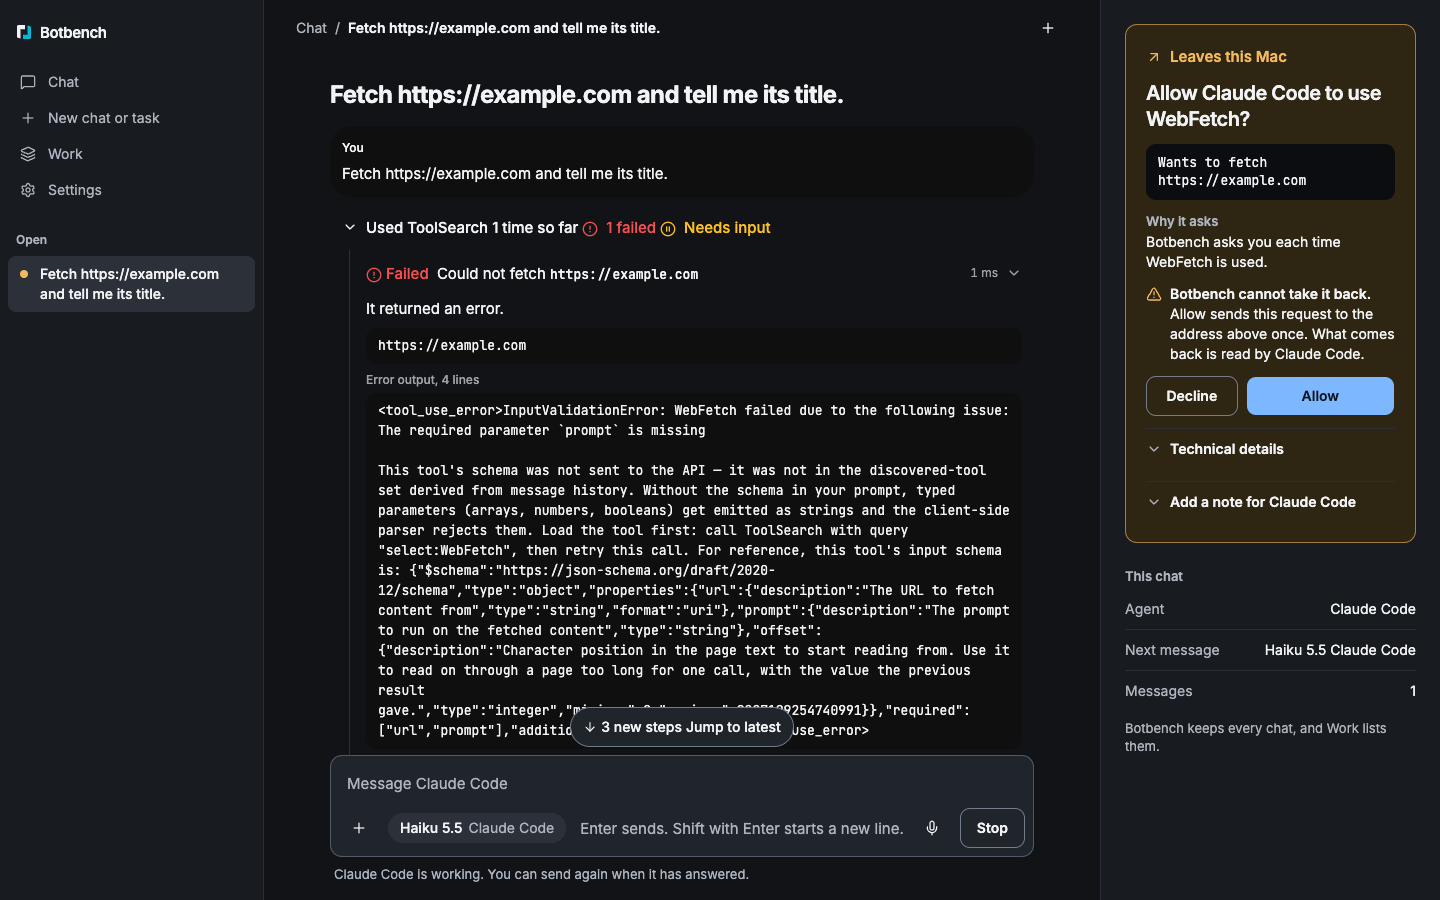 Botbench
Chat
New chat or task
Work
Settings
Open
Fetch https://example.com
and tell me its title.
Chat / Fetch https://example.com and tell me its title.
Fetch https://example.com and tell me its title.
You
Fetch https://example.com and tell me its title.
Used ToolSearch 1 time so far 1 failed Needs input
Failed Could not fetch https://example.com 1 ms
It returned an error.
https://example.com
Error output, 4 lines
<tool_use_error>InputValidationError: WebFetch failed due to the following issue:
The required parameter `prompt` is missing
This tool's schema was not sent to the API — it was not in the discovered-tool
set derived from message history. Without the schema in your prompt, typed
parameters (arrays, numbers, booleans) get emitted as strings and the client-side
parser rejects them. Load the tool first: call ToolSearch with query
"select:WebFetch", then retry this call. For reference, this tool's input schema
is: {"$schema":"https://json-schema.org/draft/2020-
12/schema","type":"object","properties":{"url":{"description":"The URL to fetch
content from","type":"string","format":"uri"},"prompt":{"description":"The prompt
to run on the fetched content","type":"string"},"offset":
{"description":"Character position in the page text to start reading from. Use it
to read on through a page too long for one call, with the value the previous
result
gave.","type":"integer", 254740991}},"required":
["url","prompt"],"additio use_error>
3 new steps Jump to latest
Message Claude Code
Haiku 5.5 Claude Code Enter sends. Shift with Enter starts a new line. Stop
Claude Code is working. You can send again when it has answered.
Leaves this Mac
Allow Claude Code to use
WebFetch?
Wants to fetch
https://example.com
Why it asks
Botbench asks you each time
WebFetch is used.
Botbench cannot take it back.
Allow sends this request to the
address above once. What comes
back is read by Claude Code.
Decline Allow
Technical details
Add a note for Claude Code
This chat
Agent Claude Code
Next message Haiku 5.5 Claude Code
Messages 1
Botbench keeps every chat, and Work lists
them.